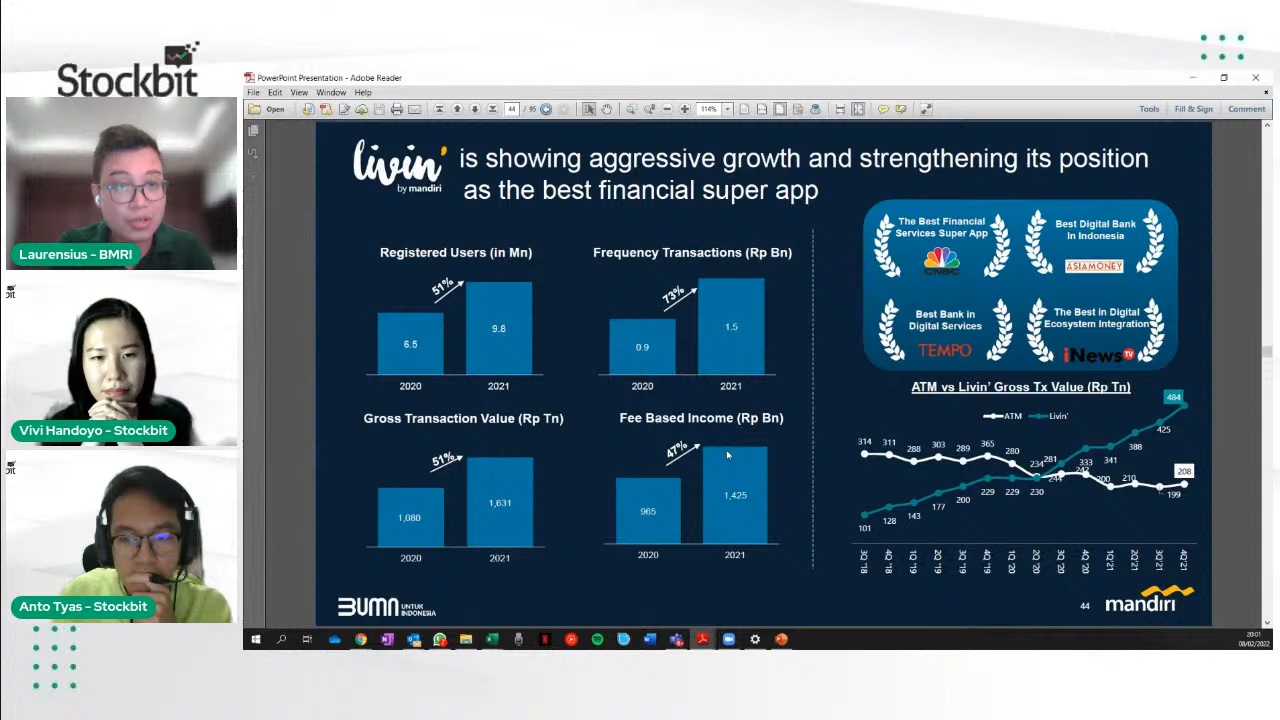 Stockbit
PowerPoint Presentation - Adobe Reader
File Edit View Window Help
Open
44 / 95
114%
Tools Fill & Sign Comment
Laurensius - BMRI
Vivi Handoyo - Stockbit
Anto Tyas - Stockbit
livin' is showing aggressive growth and strengthening its position
by mandiri as the best financial super app
Registered Users (in Mn)
51%
6.5 9.8
2020 2021
Frequency Transactions (Rp Bn)
73%
0.9 1.5
2020 2021
Gross Transaction Value (Rp Tn)
51%
1,080 1,631
2020 2021
Fee Based Income (Rp Bn)
47%
965 1,425
2020 2021
The Best Financial
Services Super App
CNBC
Best Digital Bank
In Indonesia
ASIAMONEY
Best Bank in
Digital Services
TEMPO
The Best in Digital
Ecosystem Integration
iNews TV
ATM vs Livin' Gross Tx Value (Rp Tn)
ATM Livin'
314 311 288 303 289 365 280 234 244 242 200 210 199 208
101 128 143 177 200 229 229 230 281 333 341 388 425 484
3Q '18 4Q '18 1Q '19 2Q '19 3Q '19 4Q '19 1Q '20 2Q '20 3Q '20 4Q '20 1Q'21 2Q'21 3Q'21 4Q'21
BUMN UNTUK
INDONESIA
44
mandiri
20:01
08/02/2022